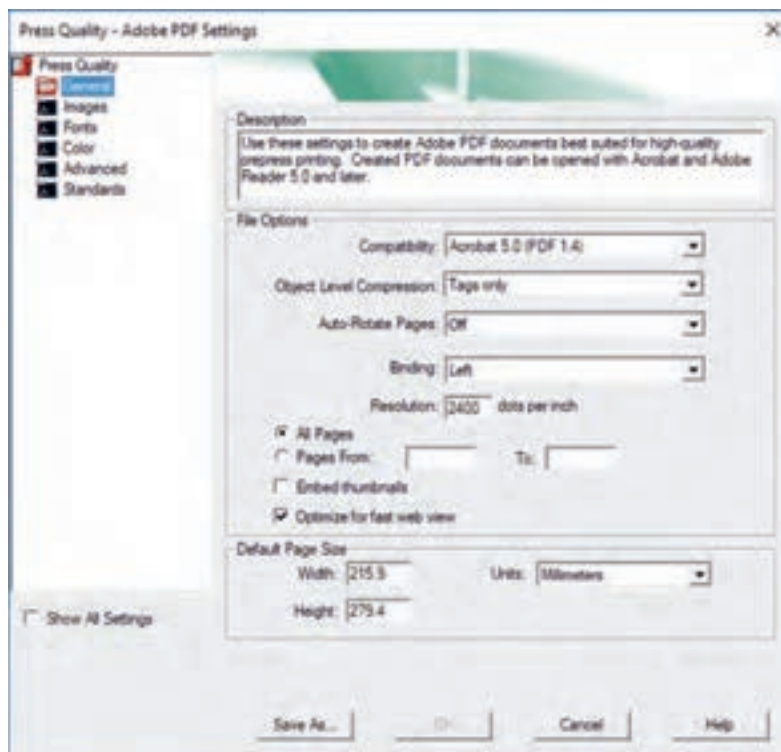 Press Quality - Adobe PDF Settings
Press Quality
General
Images
Fonts
Color
Advanced
Standards
Show All Settings
Description
Use these settings to create Adobe PDF documents best suited for high-quality
prepress printing. Created PDF documents can be opened with Acrobat and Adobe
Reader 5.0 and later.
File Options
Compatibility: Acrobat 5.0 (PDF 1.4)
Object Level Compression: Tags only
Auto-Rotate Pages: Off
Binding: Left
Resolution: 2400 dots per inch
All Pages
Pages From: To:
Embed thumbnails
Optimize for fast web view
Default Page Size
Width: 215.9 Units: Millimeters
Height: 279.4
Save As... OK Cancel Help